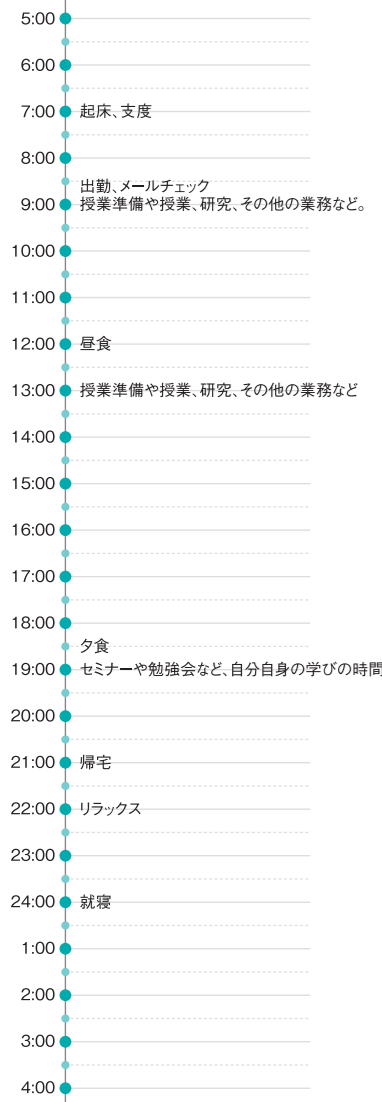 5:00
6:00
7:00 起床、支度
8:00
出勤、メールチェック
9:00 授業準備や授業、研究、その他の業務など。
10:00
11:00
12:00 昼食
13:00 授業準備や授業、研究、その他の業務など
14:00
15:00
16:00
17:00
18:00
夕食
19:00 セミナーや勉強会など、自分自身の学びの時間
20:00
21:00 帰宅
22:00 リラックス
23:00
24:00 就寝
1:00
2:00
3:00
4:00